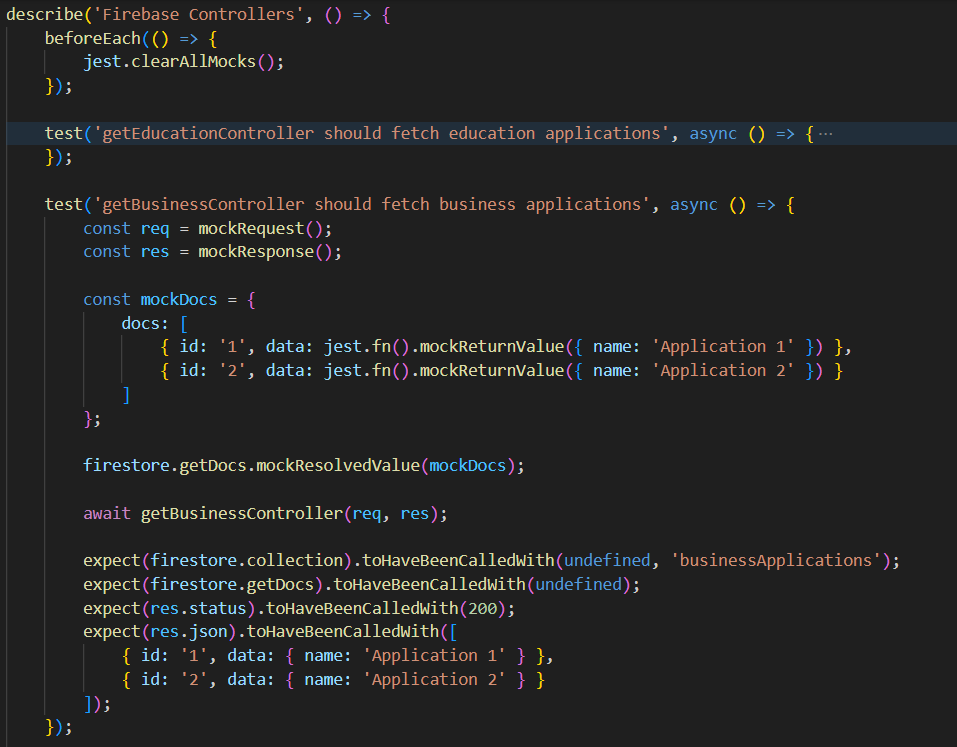 describe('Firebase Controllers', () => {
    beforeEach(() => {
        jest.clearAllMocks();
    });

    test('getEducationController should fetch education applications', async () => {···
    });

    test('getBusinessController should fetch business applications', async () => {
        const req = mockRequest();
        const res = mockResponse();

        const mockDocs = {
            docs: [
                { id: '1', data: jest.fn().mockReturnValue({ name: 'Application 1' }) },
                { id: '2', data: jest.fn().mockReturnValue({ name: 'Application 2' }) }
            ]
        };

        firestore.getDocs.mockResolvedValue(mockDocs);

        await getBusinessController(req, res);

        expect(firestore.collection).toHaveBeenCalledWith(undefined, 'businessApplications');
        expect(firestore.getDocs).toHaveBeenCalledWith(undefined);
        expect(res.status).toHaveBeenCalledWith(200);
        expect(res.json).toHaveBeenCalledWith([
            { id: '1', data: { name: 'Application 1' } },
            { id: '2', data: { name: 'Application 2' } }
        ]);
    });